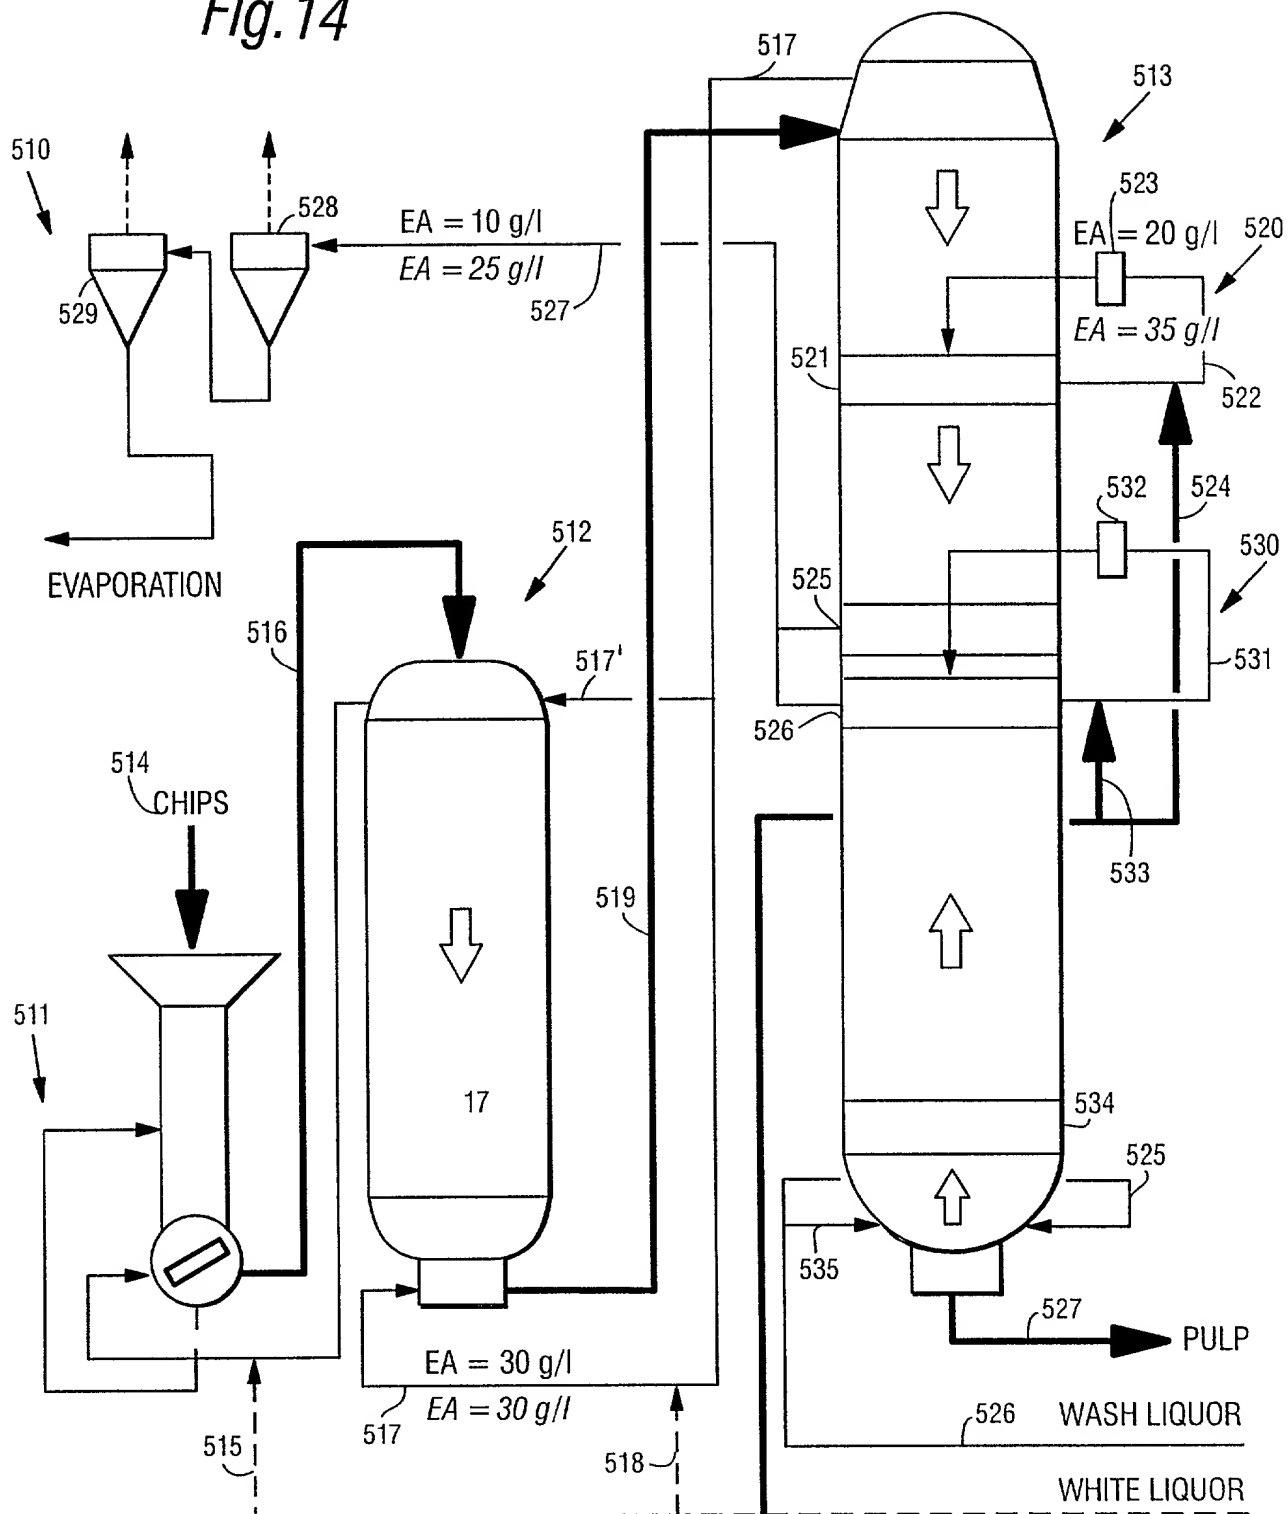 Fig. 14
517
513
510
523
528
EA = 10 g/l
EA = 20 g/l
520
EA = 25 g/l
529
527
EA = 35 g/l
521
522
532
524
512
530
525
EVAPORATION
516
517'
531
526
514
CHIPS
533
519
511
17
534
525
535
527
PULP
EA = 30 g/l
EA = 30 g/l
517
526
WASH LIQUOR
515
518
WHITE LIQUOR